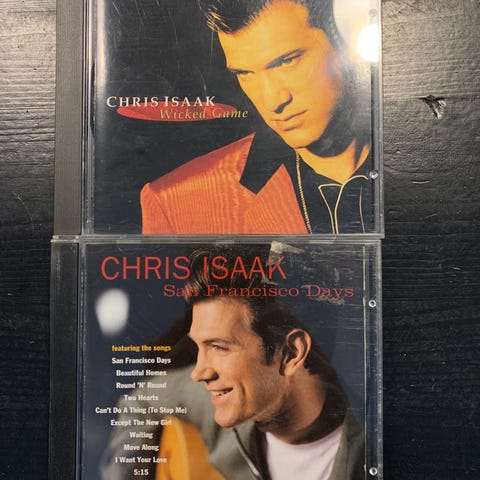 CHRIS ISAAK
Wicked Game
CHRIS ISAAK
San Francisco Days
featuring the songs
San Francisco Days
Beautiful Homes
Round 'N' Round
Two Hearts
Can't Do A Thing (To Stop Me)
Except The New Girl
Waiting
Move Along
I Want Your Love
5:15